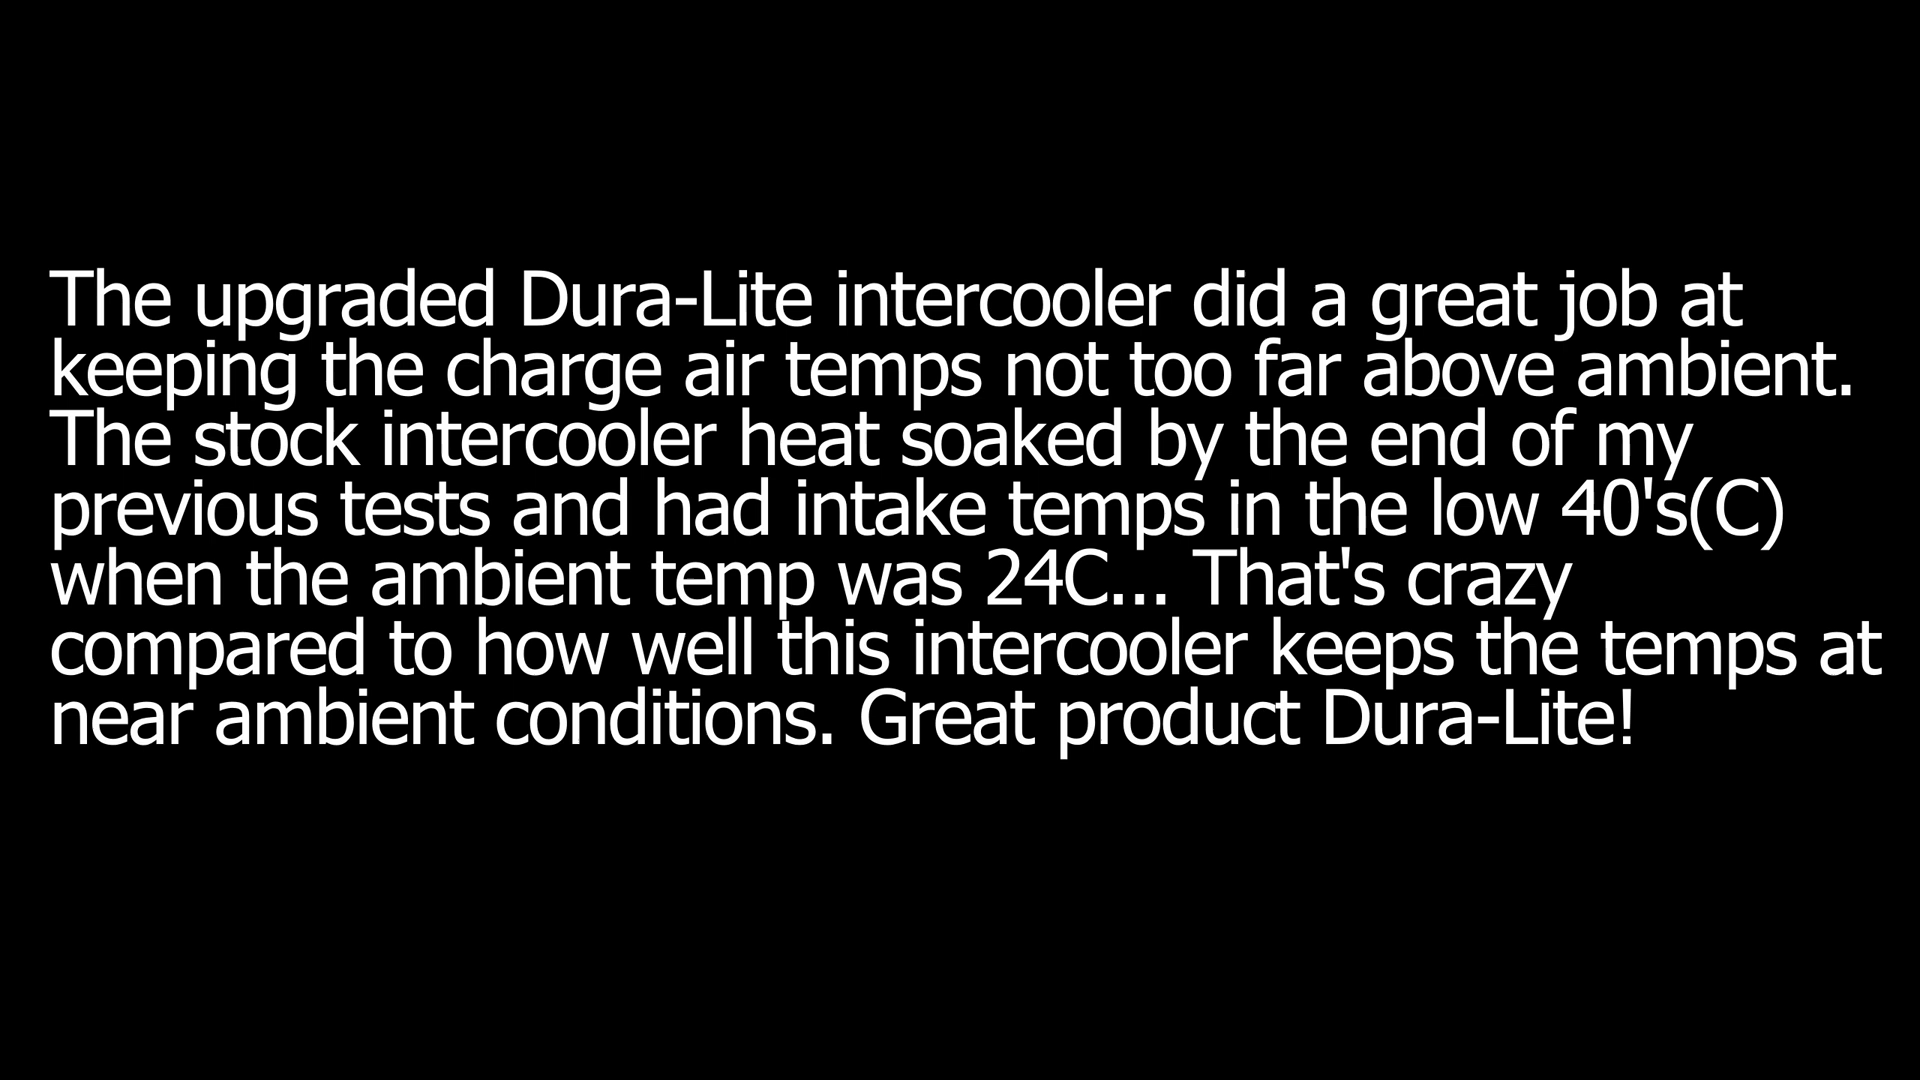 The upgraded Dura-Lite intercooler did a great job at
keeping the charge air temps not too far above ambient.
The stock intercooler heat soaked by the end of my
previous tests and had intake temps in the low 40's(C)
when the ambient temp was 24C... That's crazy
compared to how well this intercooler keeps the temps at
near ambient conditions. Great product Dura-Lite!